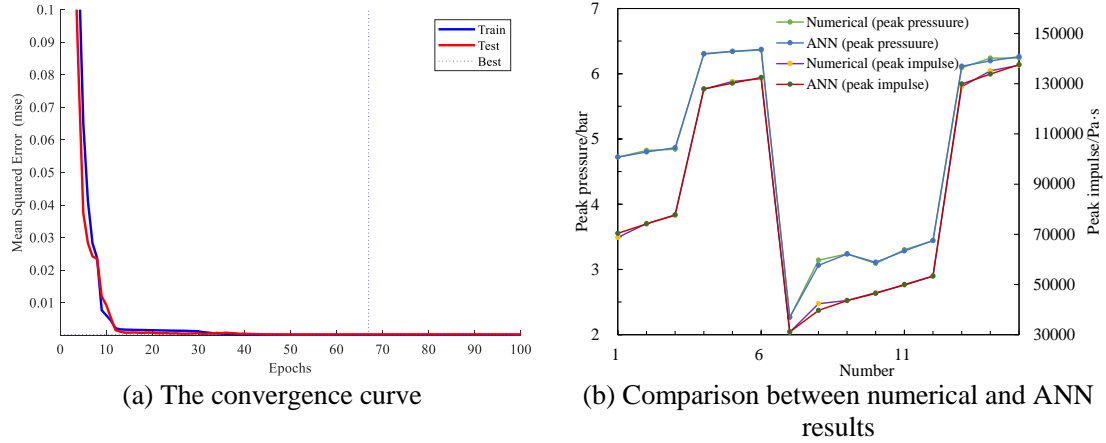 0.1
0.09
0.08
0.07
0.06
0.05
0.04
0.03
0.02
0.01
Mean Squared Error (mse)
0 10 20 30 40 50 60 70 80 90 100
Epochs
Train
Test
Best
(a) The convergence curve
7
6
5
4
3
2
Peak pressure/bar
Numerical (peak pressuure)
ANN (peak pressuure)
Numerical (peak impulse)
ANN (peak impulse)
150000
130000
110000
90000
70000
50000
30000
Peak impulse/Pa·s
1 6 11
Number
(b) Comparison between numerical and ANN
results